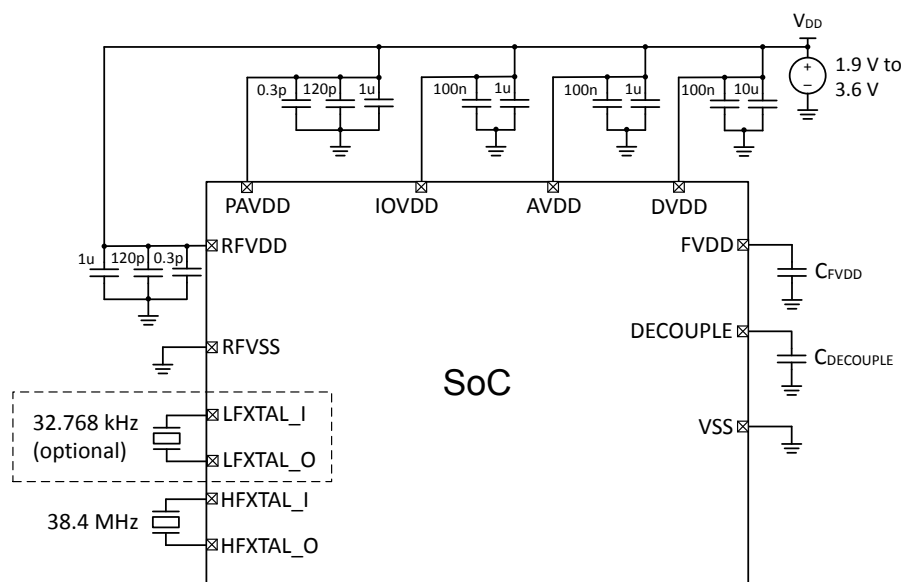 VDD
1.9 V to
3.6 V
0.3p 120p 1u
100n 1u
100n 1u
100n 10u
PAVDD IOVDD AVDD DVDD
1u 120p 0.3p
RFVDD
FVDD
CFVDD
RFVSS
DECOUPLE
CDECOUPLE
SoC
32.768 kHz
(optional)
LFXTAL_I
LFXTAL_O
VSS
38.4 MHz
HFXTAL_I
HFXTAL_O